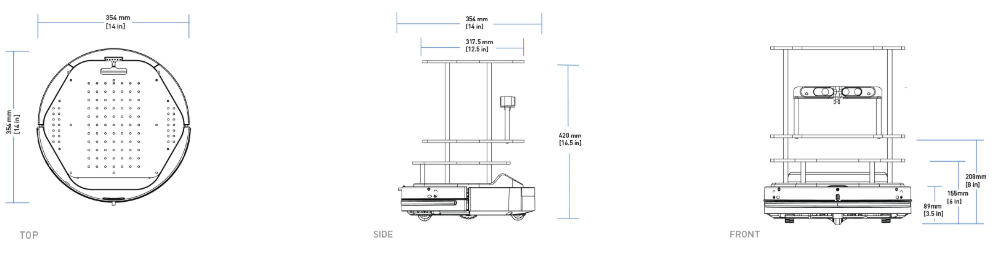 354 mm
[14 in]
354 mm
[14 in]
TOP
354 mm
[14 in]
317.5 mm
[12.5 in]
420 mm
[14.5 in]
SIDE
208mm
[8 in]
155mm
[6 in]
89mm
[3.5 in]
FRONT